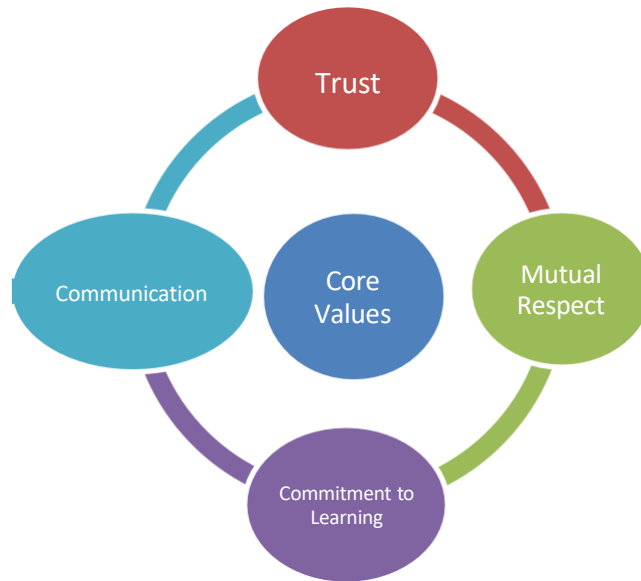 Trust
Communication
Core
Values
Mutual
Respect
Commitment to
Learning